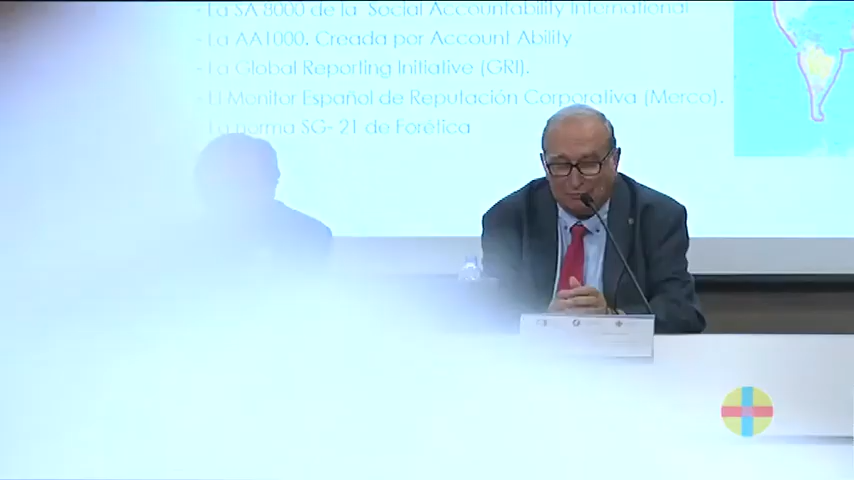 - La SA 8000 de la Social Accountability International
- La AA1000. Creada por Account Ability
- La Global Reporting Initiative (GRI).
- El Monitor Español de Reputación Corporativa (Merco).
La norma SG- 21 de Forética